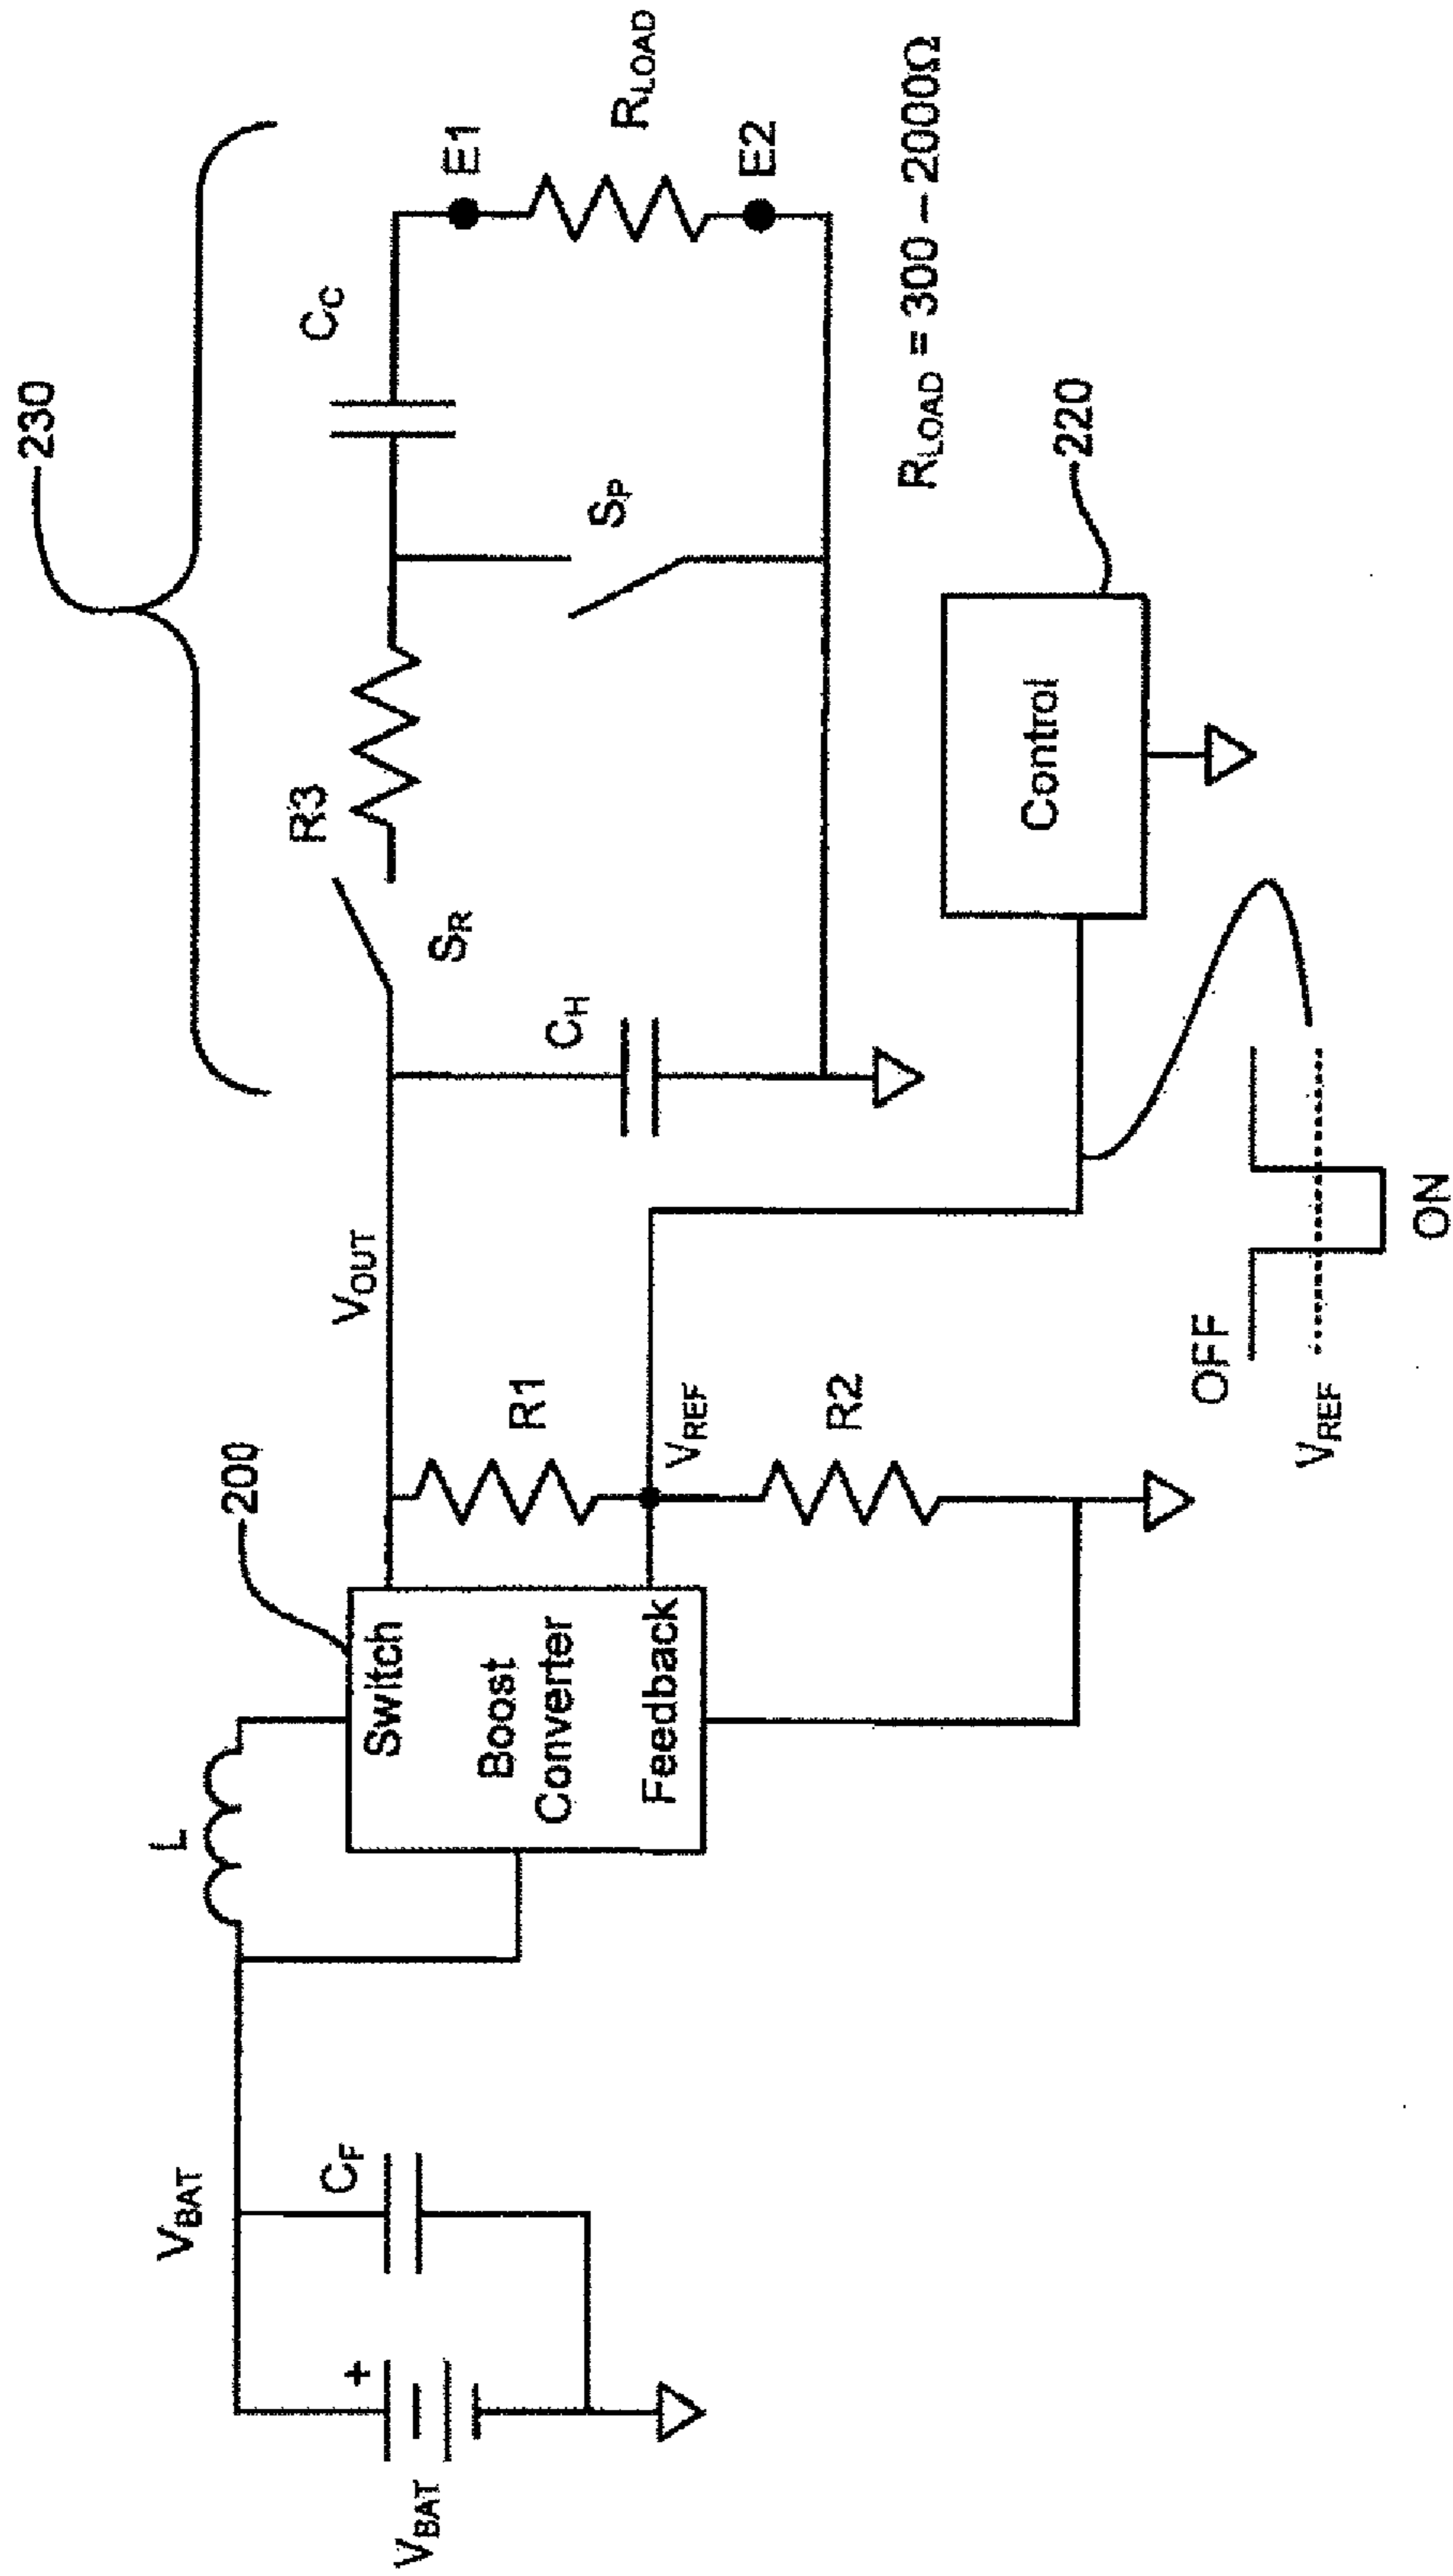 230
200
L
V_BAT
C_F
+
V_BAT
Switch
Boost
Converter
Feedback
V_OUT
R1
V_REF
R2
C_H
S_R
R3
S_P
C_C
E1
R_LOAD
E2
R_LOAD = 300 – 2000Ω
220
Control
OFF
V_REF
ON